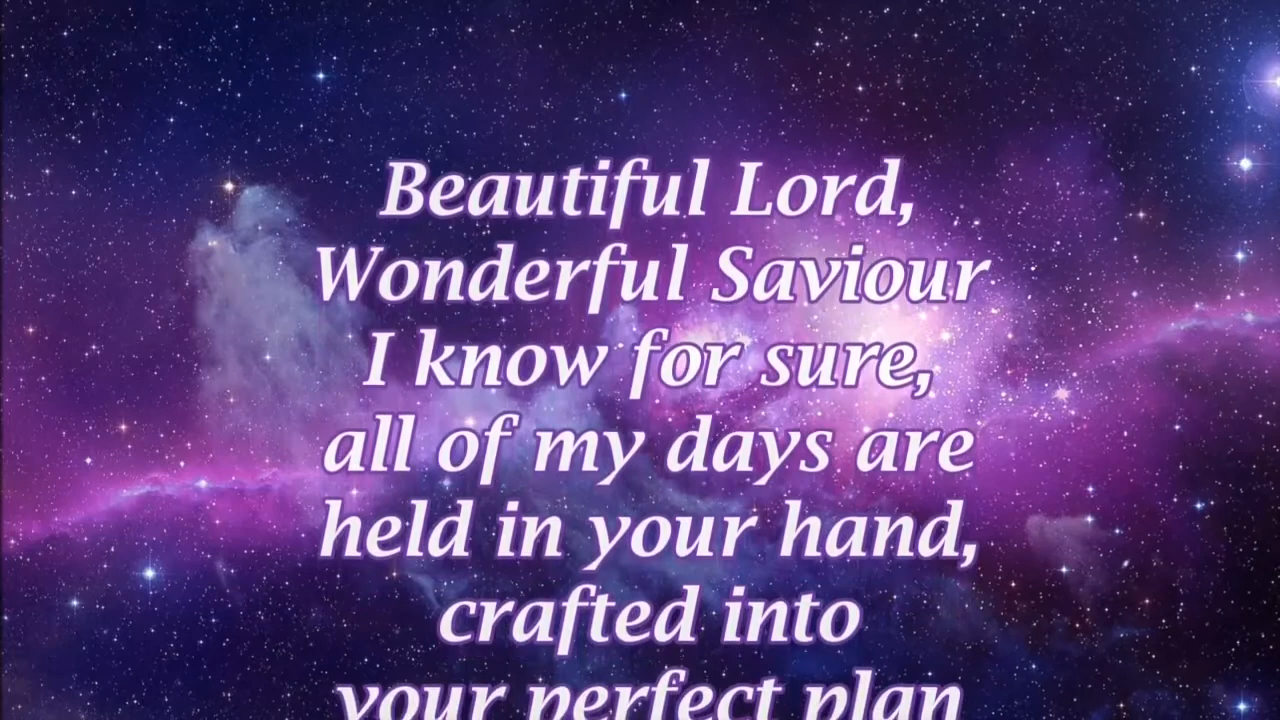 Beautiful Lord,
Wonderful Saviour
I know for sure,
all of my days are
held in your hand,
crafted into
your perfect plan